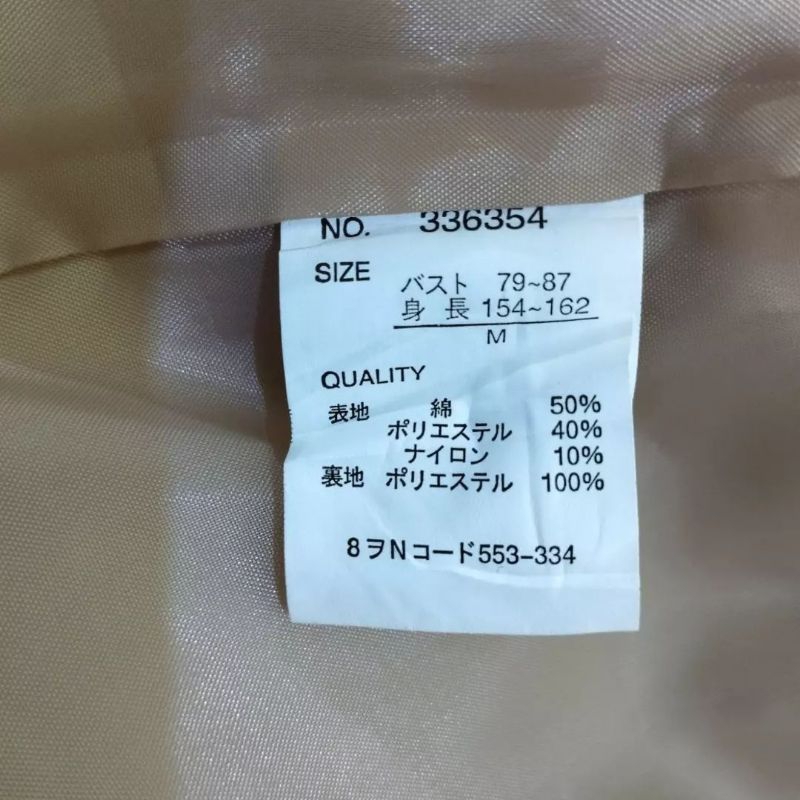 NO. 336354
SIZE バスト 79~87
身長 154~162
M
QUALITY
表地 綿 50%
ポリエステル 40%
ナイロン 10%
裏地 ポリエステル 100%
8ヲNコード553-334